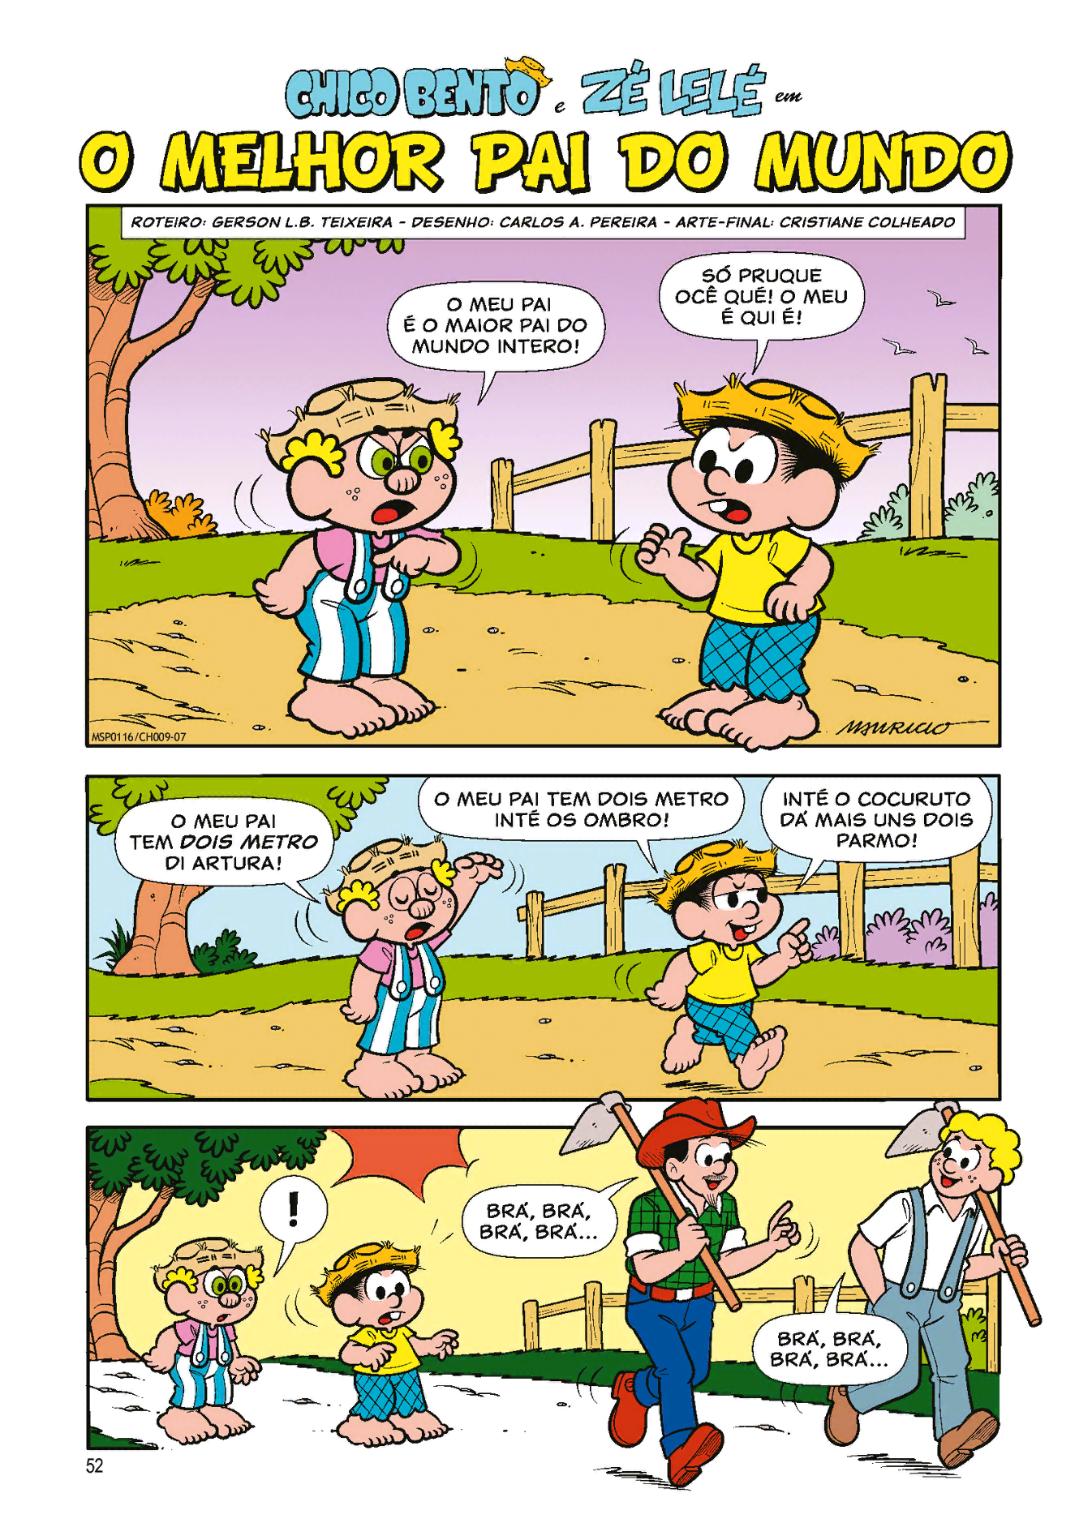 CHICO BENTO e ZÉ LELÉ em
O MELHOR PAI DO MUNDO
ROTEIRO: GERSON L.B. TEIXEIRA - DESENHO: CARLOS A. PEREIRA - ARTE-FINAL: CRISTIANE COLHEADO
O MEU PAI
É O MAIOR PAI DO
MUNDO INTERO!
SÓ PRUQUE
OCÊ QUÉ! O MEU
É QUI É!
MSP0116/CH009-07
MAURICIO
O MEU PAI
TEM DOIS METRO
DI ARTURA!
O MEU PAI TEM DOIS METRO
INTÉ OS OMBRO!
INTÉ O COCURUTO
DÁ MAIS UNS DOIS
PARMO!
!
BRÁ, BRÁ,
BRÁ, BRÁ...
BRÁ, BRÁ,
BRÁ, BRÁ...
52